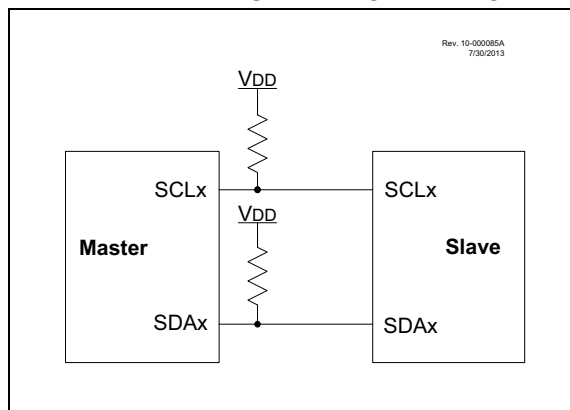 Rev. 10-000085A
7/30/2013
VDD
SCLx
SCLx
VDD
Master
Slave
SDAx
SDAx